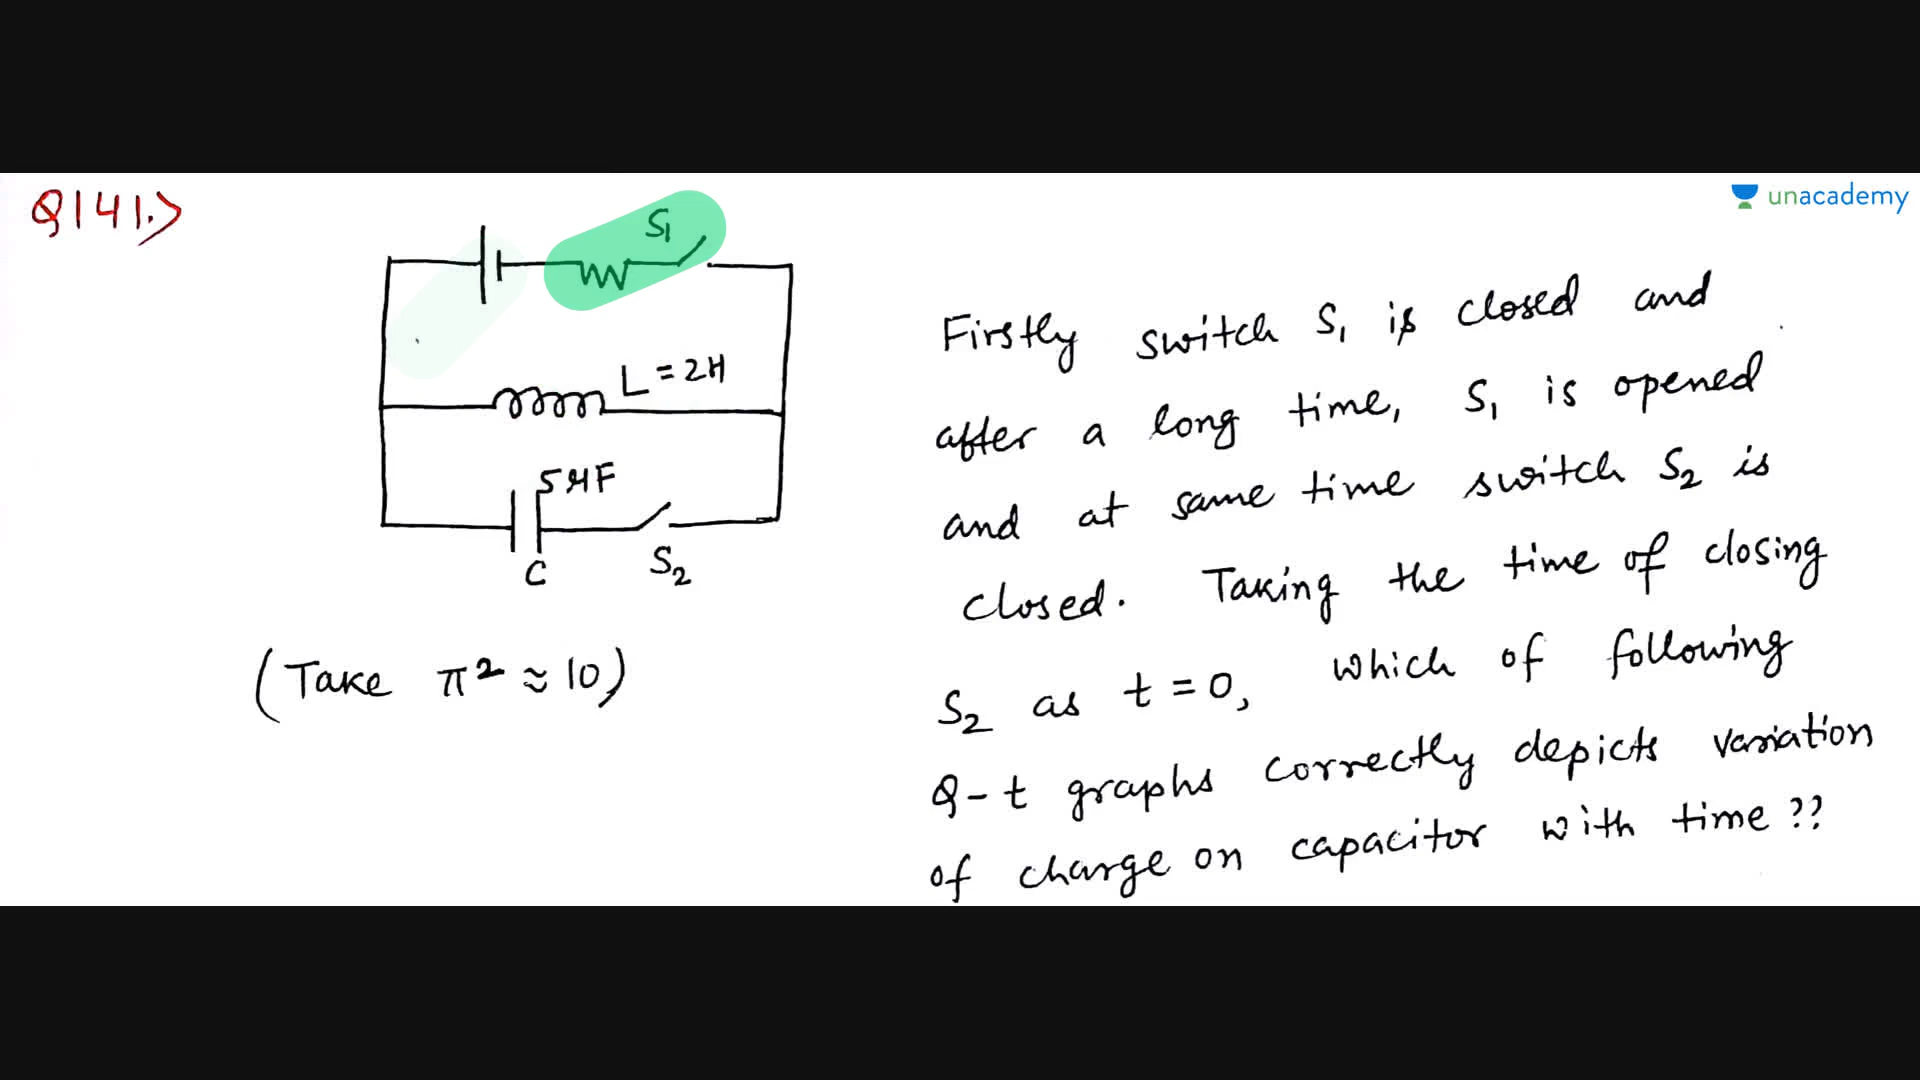 Q141.>
unacademy
S1
L = 2H
5μF
C
S2
(Take π² ≈ 10)
Firstly switch S1 is closed and
after a long time, S1 is opened
and at same time switch S2 is
closed. Taking the time of closing
S2 as t = 0, which of following
Q-t graphs correctly depicts variation
of charge on capacitor with time ??